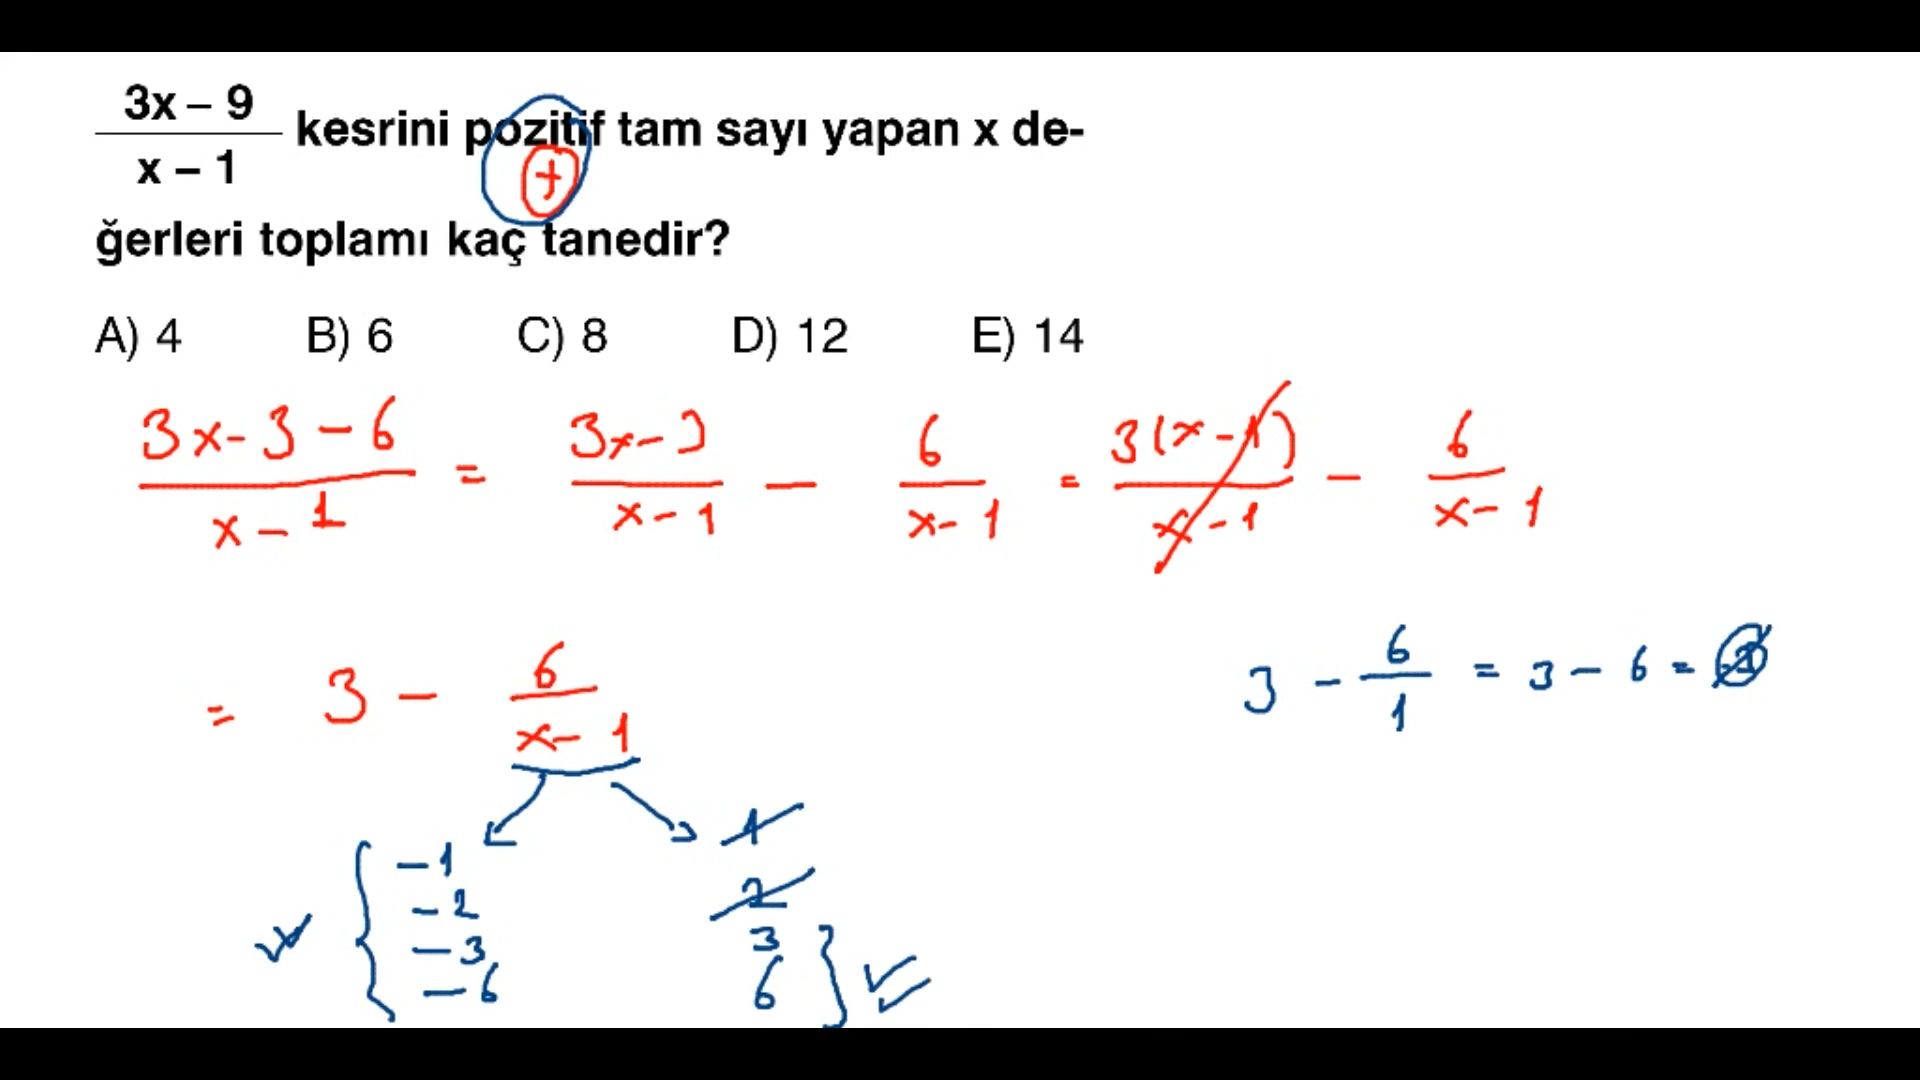 3x – 9
x – 1
kesrini pozitif tam sayı yapan x de-
+
ğerleri toplamı kaç tanedir?
A) 4 B) 6 C) 8 D) 12 E) 14
3x - 3 - 6 / x - 1 = 3x - 3 / x - 1 - 6 / x - 1 = 3(x - 1) / x - 1 - 6 / x - 1
= 3 - 6 / x - 1
3 - 6 / 1 = 3 - 6 =
-1 1
-2 2
-3 3
-6 6